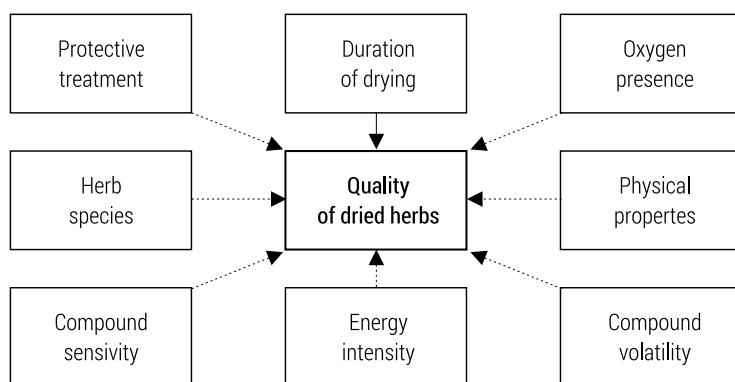 Protective
treatment
Duration
of drying
Oxygen
presence
Herb
species
Quality
of dried herbs
Physical
propertes
Compound
sensivity
Energy
intensity
Compound
volatility